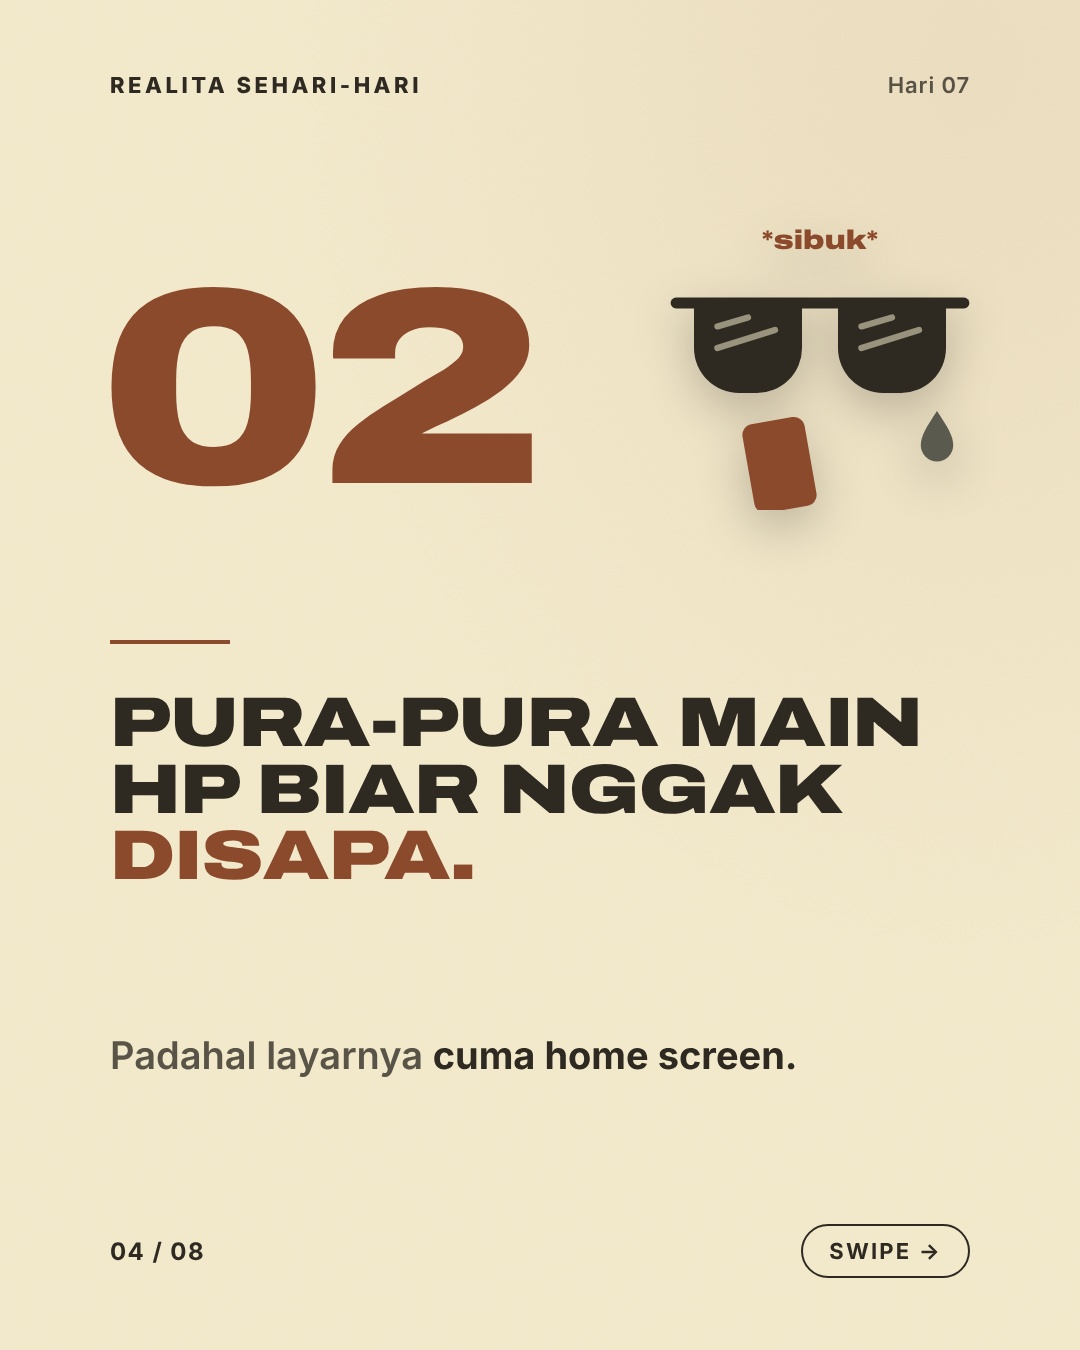 REALITA SEHARI-HARI
Hari 07
*sibuk*
02
PURA-PURA MAIN
HP BIAR NGGAK
DISAPA.
Padahal layarnya cuma home screen.
04 / 08
SWIPE →